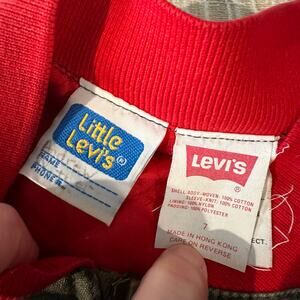 Little
Levi's®
NAME
PHONE #
LEVI'S
®
SHELL: BODY-WOVEN: 100% COTTON
SLEEVE-KNIT: 100% COTTON
LINING: 100% NYLON
PADDING: 100% POLYESTER
7
MADE IN HONG KONG
CARE ON REVERSE
ECT.